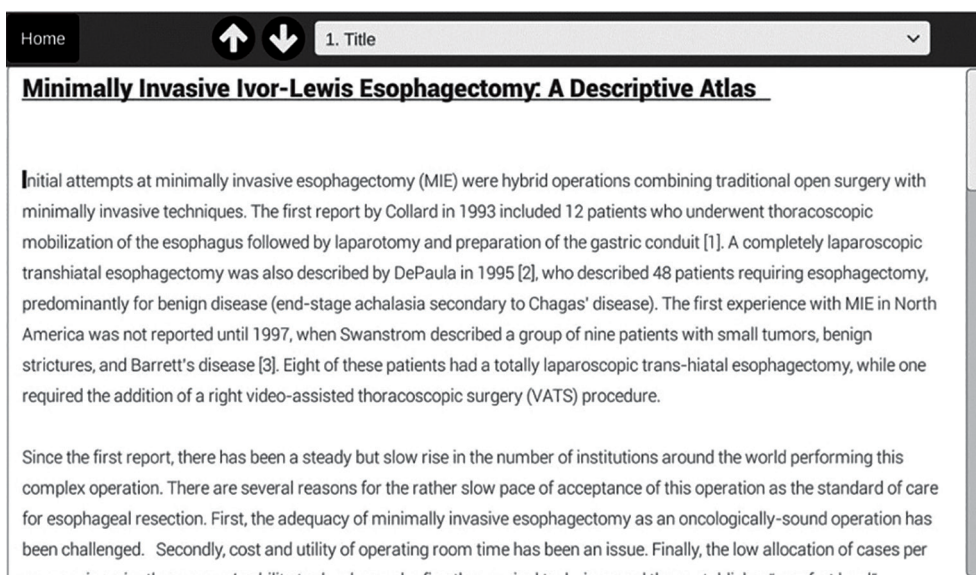 Home
1. Title
Minimally Invasive Ivor-Lewis Esophagectomy: A Descriptive Atlas
Initial attempts at minimally invasive esophagectomy (MIE) were hybrid operations combining traditional open surgery with
minimally invasive techniques. The first report by Collard in 1993 included 12 patients who underwent thoracoscopic
mobilization of the esophagus followed by laparotomy and preparation of the gastric conduit [1]. A completely laparoscopic
transhiatal esophagectomy was also described by DePaula in 1995 [2], who described 48 patients requiring esophagectomy,
predominantly for benign disease (end-stage achalasia secondary to Chagas' disease). The first experience with MIE in North
America was not reported until 1997, when Swanstrom described a group of nine patients with small tumors, benign
strictures, and Barrett's disease [3]. Eight of these patients had a totally laparoscopic trans-hiatal esophagectomy, while one
required the addition of a right video-assisted thoracoscopic surgery (VATS) procedure.
Since the first report, there has been a steady but slow rise in the number of institutions around the world performing this
complex operation. There are several reasons for the rather slow pace of acceptance of this operation as the standard of care
for esophageal resection. First, the adequacy of minimally invasive esophagectomy as an oncologically-sound operation has
been challenged. Secondly, cost and utility of operating room time has been an issue. Finally, the low allocation of cases per